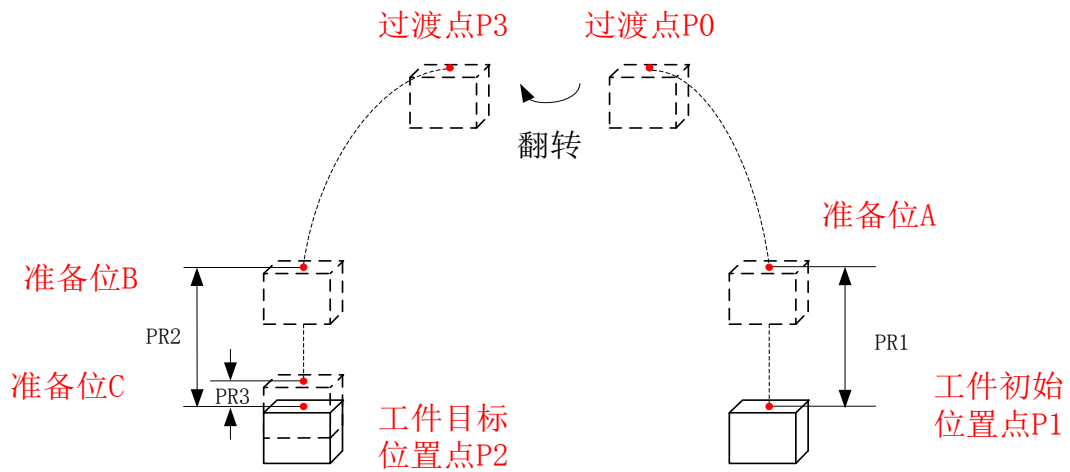 过渡点P3
过渡点P0
翻转
准备位A
准备位B
PR2
PR1
准备位C
PR3
工件目标
位置点P2
工件初始
位置点P1